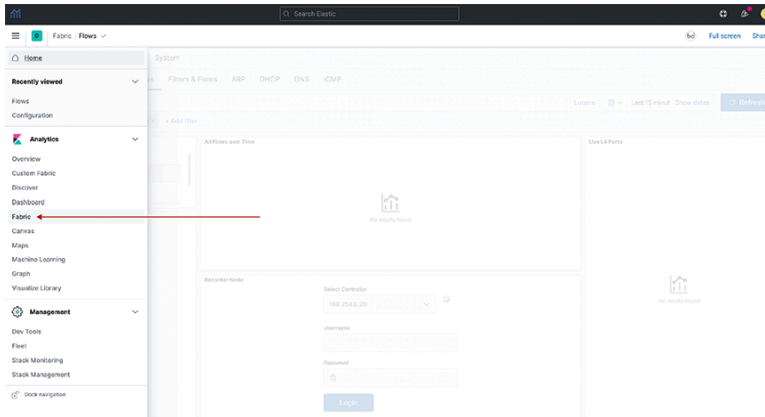 Search Elastic
D Fabric Flows
Full screen Shar
Home
System
Recently viewed
Filters & Flows ARP DHCP DNS ICMP
Flows
Lucene Last 15 minut Show dates Refresh
Configuration
+ Add filter
Analytics
All Flows over Time
Live L4 Ports
Overview
Custom Fabric
Discover
Dashboard
Fabric
No results found
Canvas
Maps
Machine Learning
Graph
Recorder Node
Visualize Library
Select Controller
No results found
Management
Username
Dev Tools
Fleet
Stack Monitoring
Password
Stack Management
Dock navigation
Login